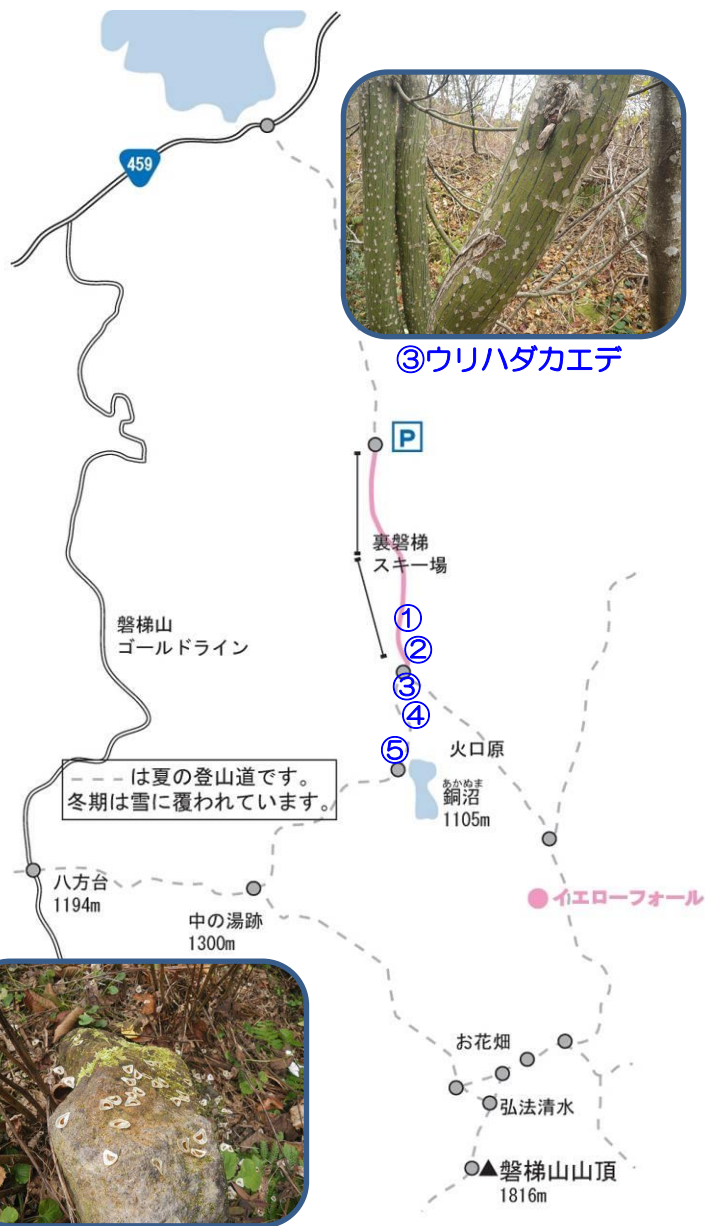 459
③ウリハダカエデ
P
裏磐梯
スキー場
①
②
③
④
⑤
磐梯山
ゴールドライン
火口原
は夏の登山道です。
冬期は雪に覆われています。
あかぬま
銅沼
1105m
八方台
1194m
中の湯跡
1300m
イエローフォール
お花畑
弘法清水
磐梯山山頂
1816m